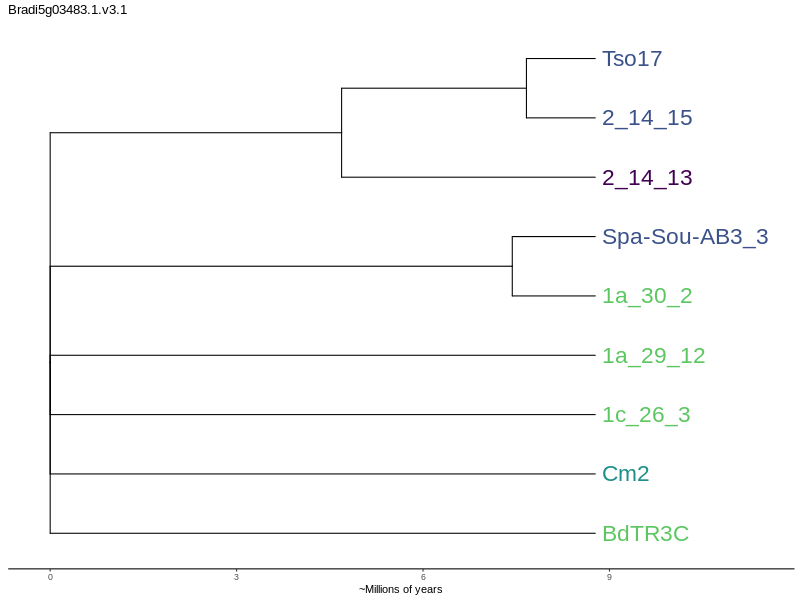 Bradi5g03483.1.v3.1
Tso17
2_14_15
2_14_13
Spa-Sou-AB3_3
1a_30_2
1a_29_12
1c_26_3
Cm2
BdTR3C
0 3 6 9
~Millions of years